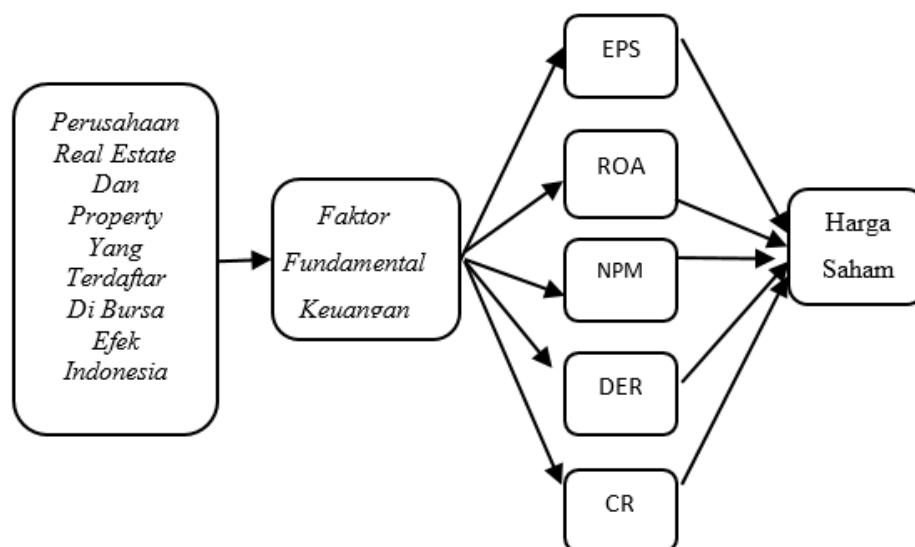 Perusahaan
Real Estate
Dan
Property
Yang
Terdaftar
Di Bursa
Efek
Indonesia
Faktor
Fundamental
Keuangan
EPS
ROA
NPM
DER
CR
Harga
Saham